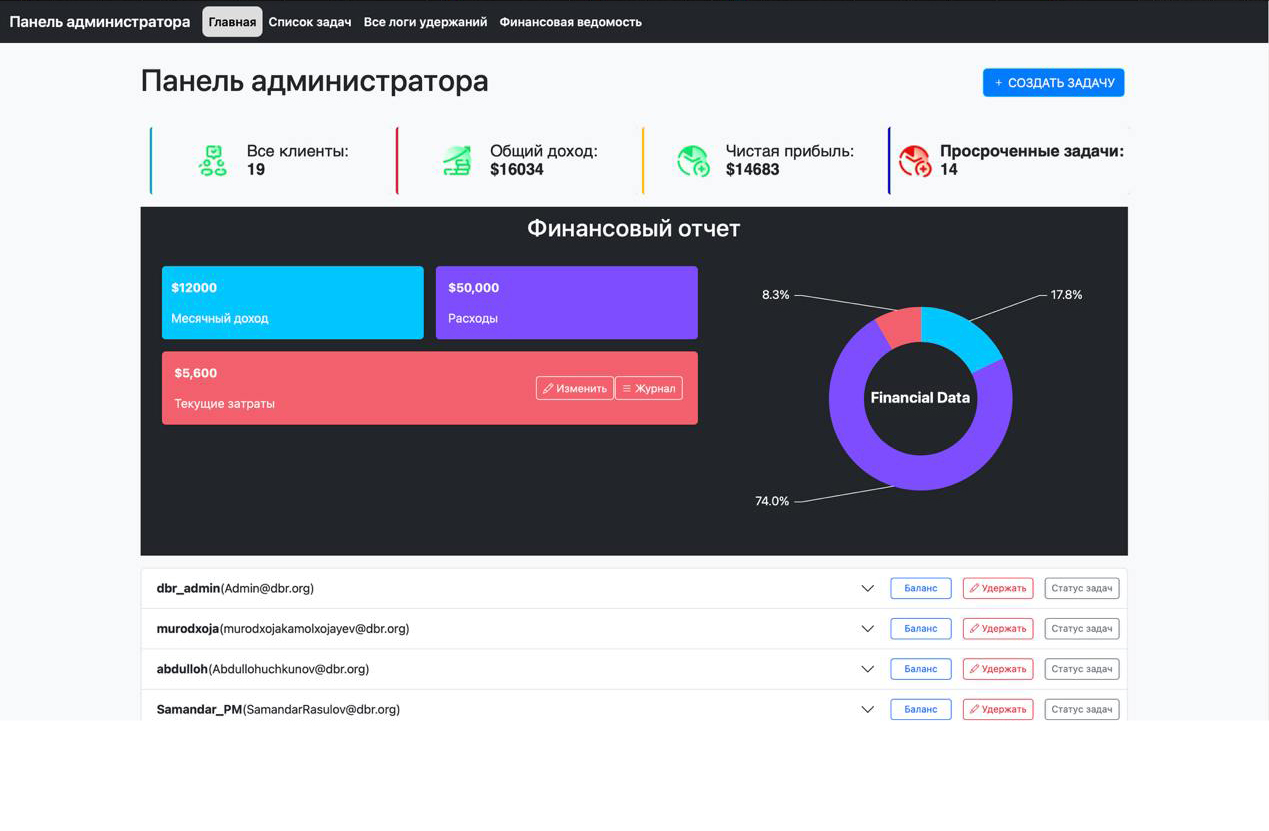 Панель администратора Главная Список задач Все логи удержаний Финансовая ведомость
Панель администратора
+ СОЗДАТЬ ЗАДАЧУ
Все клиенты:
19
Общий доход:
$16034
Чистая прибыль:
$14683
Просроченные задачи:
14
Финансовый отчет
$12000
Месячный доход
$50,000
Расходы
$5,600
Текущие затраты
Изменить Журнал
8.3%
17.8%
Financial Data
74.0%
dbr_admin(Admin@dbr.org) Баланс Удержать Статус задач
murodxoja(murodxojakamolxojayev@dbr.org) Баланс Удержать Статус задач
abdulloh(Abdullohuchkunov@dbr.org) Баланс Удержать Статус задач
Samandar_PM(SamandarRasulov@dbr.org) Баланс Удержать Статус задач